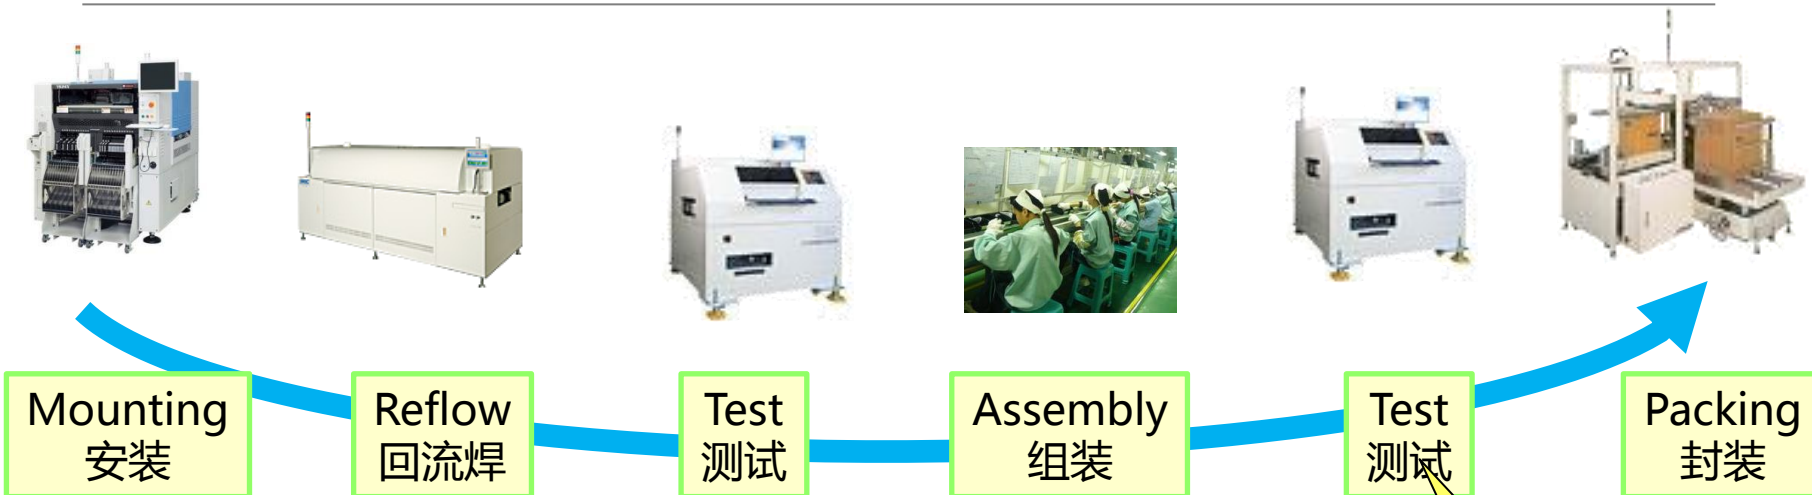 Mounting
安装
Reflow
回流焊
Test
测试
Assembly
组装
Test
测试
Packing
封装